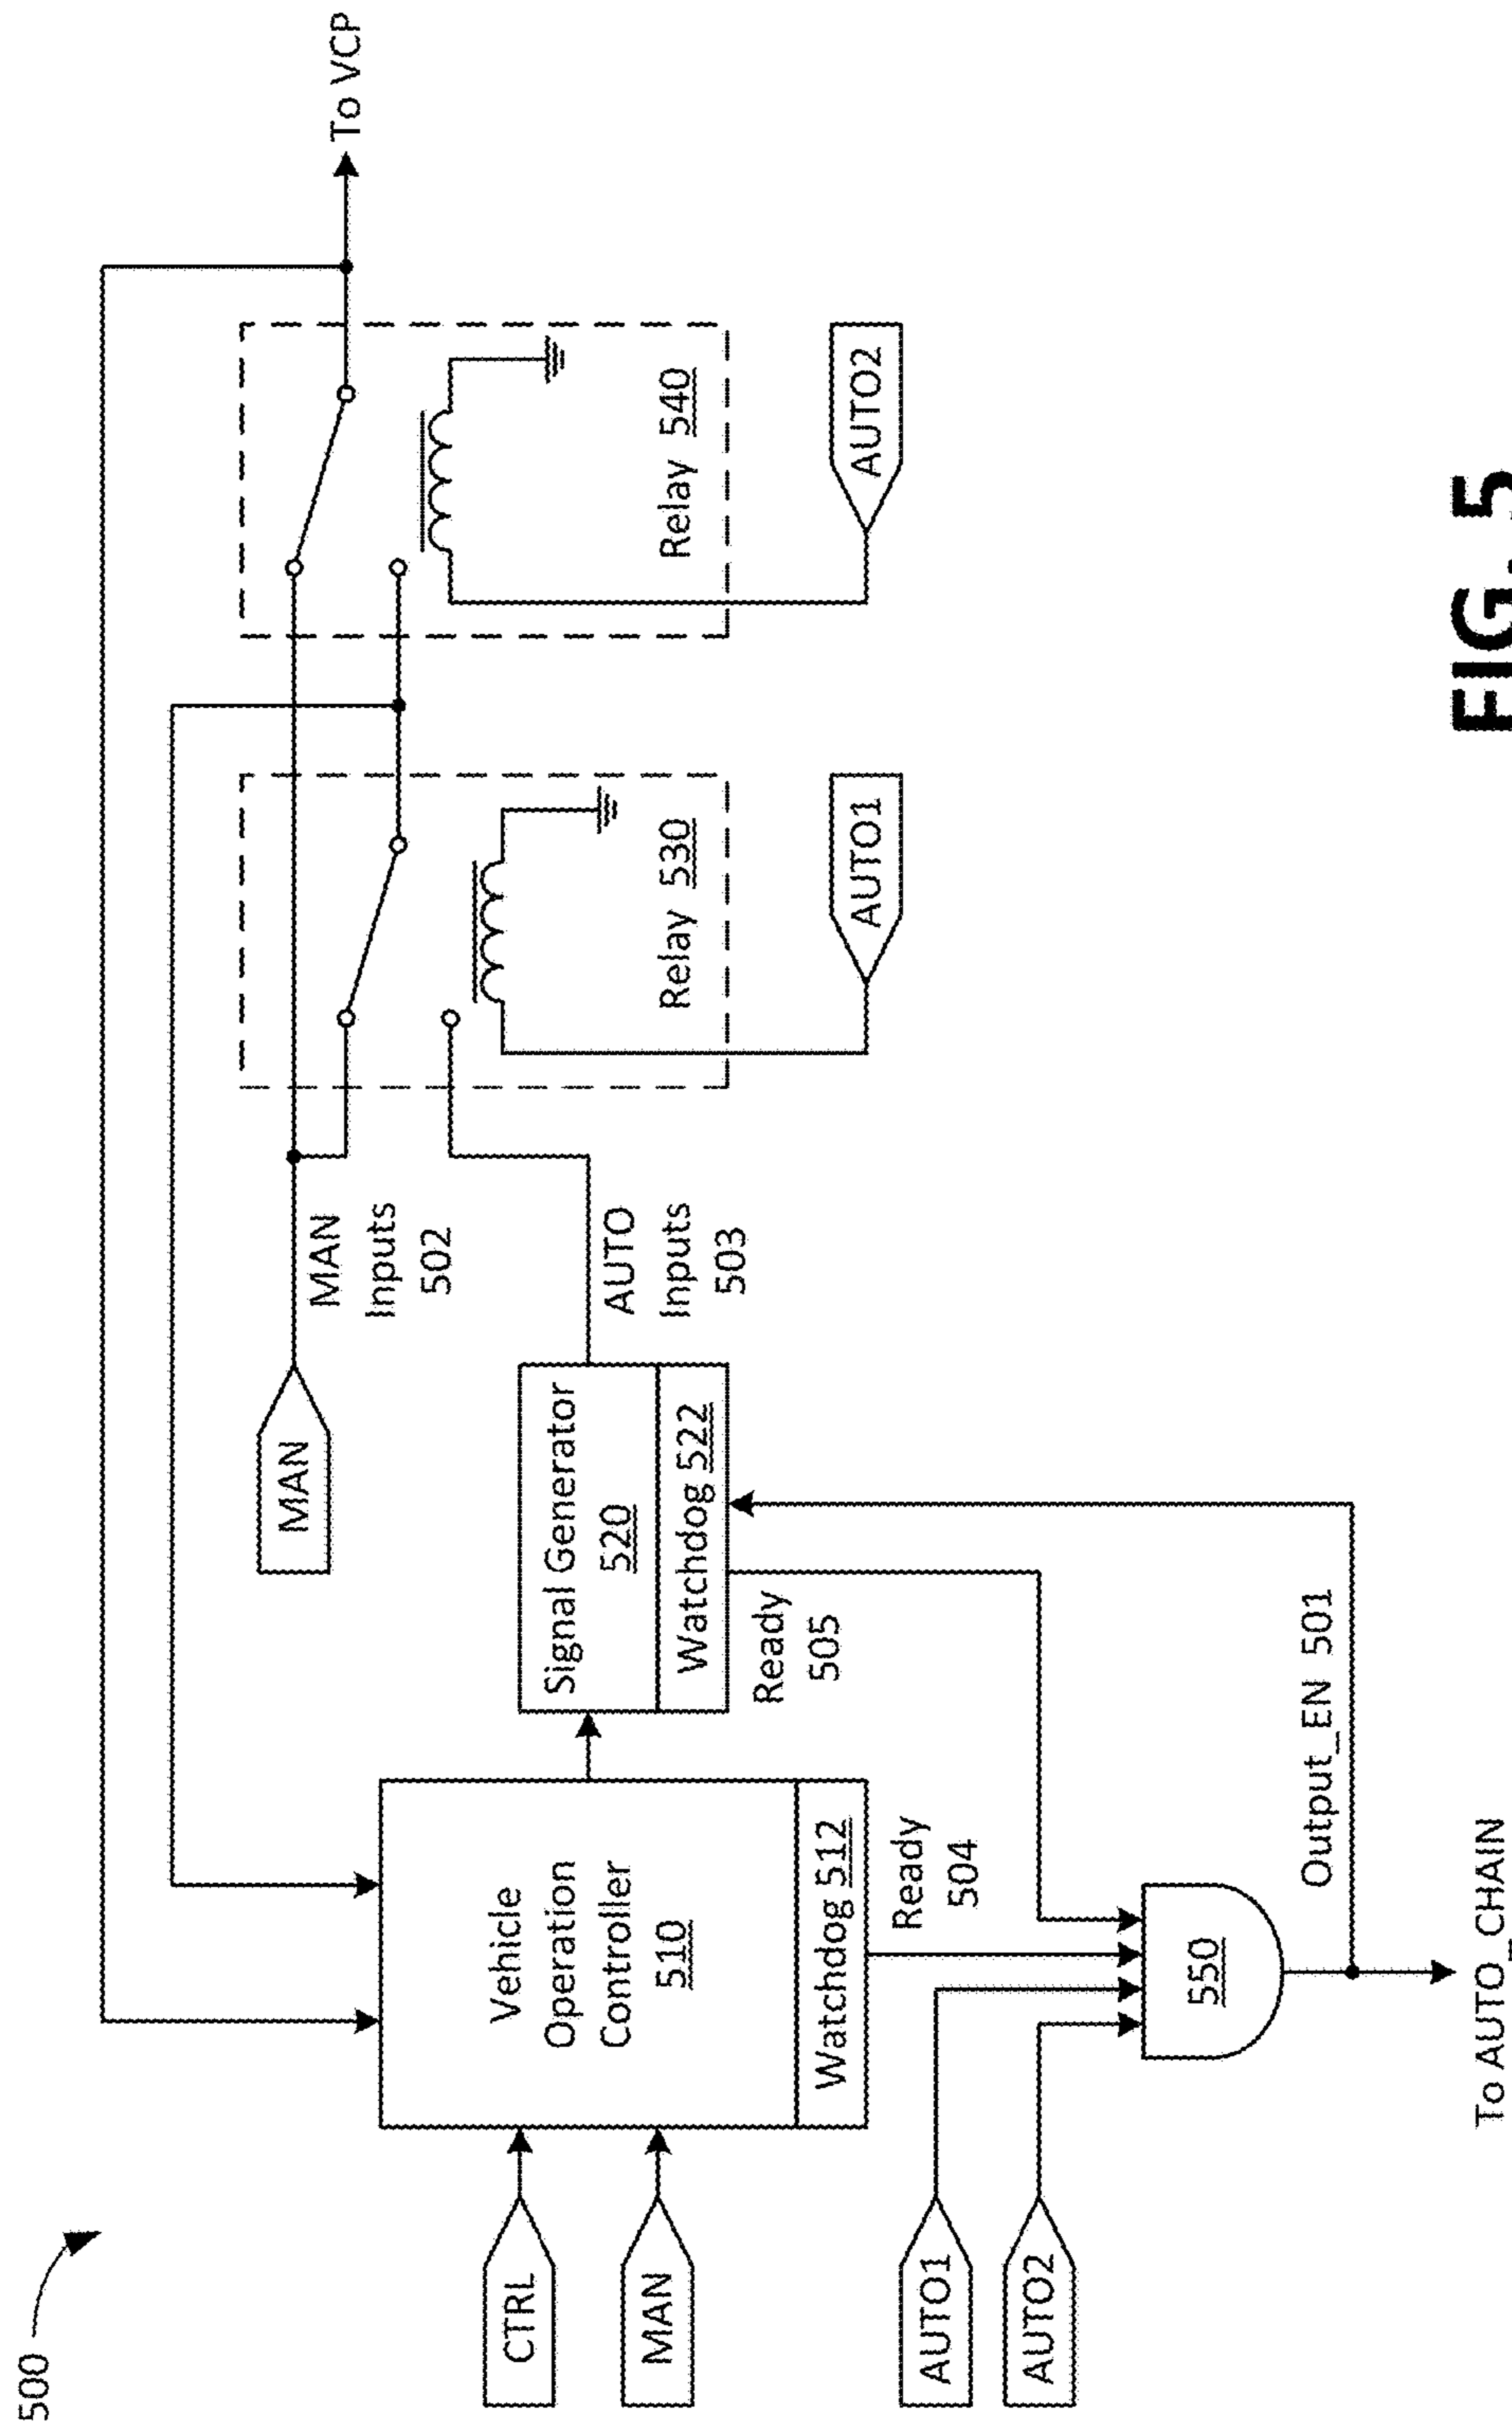 500
CTRL
MAN
AUTO1
AUTO2
Vehicle
Operation
Controller
510
Watchdog 512
Ready
504
550
Output_EN 501
To AUTO_CHAIN
Signal Generator
520
Watchdog 522
Ready
505
MAN
MAN
Inputs
502
AUTO
Inputs
503
Relay 530
AUTO1
Relay 540
AUTO2
To VCP
FIG. 5